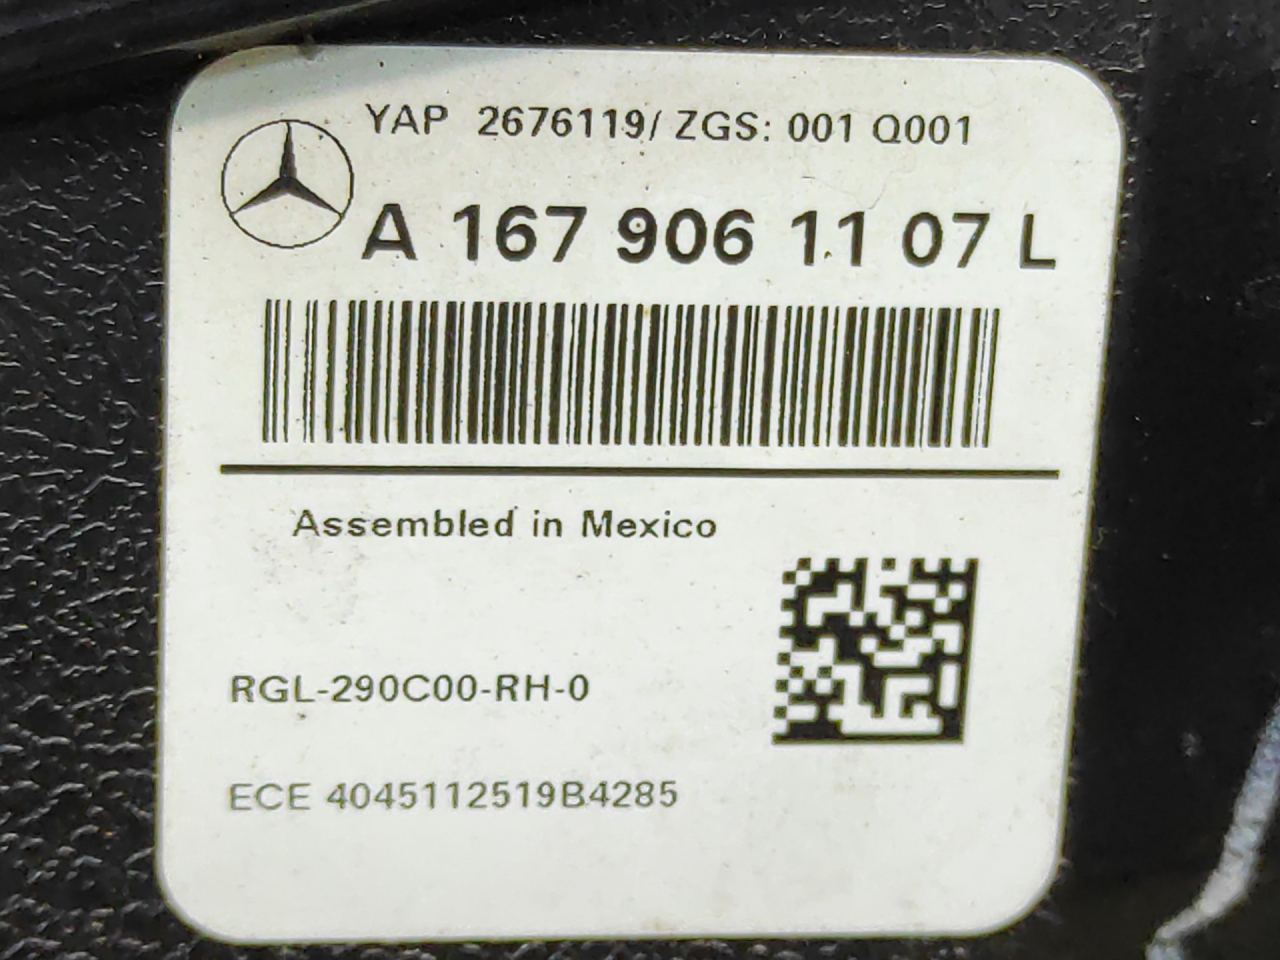 YAP 2676119/ ZGS: 001 Q001
A 167 906 11 07 L
Assembled in Mexico
RGL-290C00-RH-0
ECE 4045112519B4285